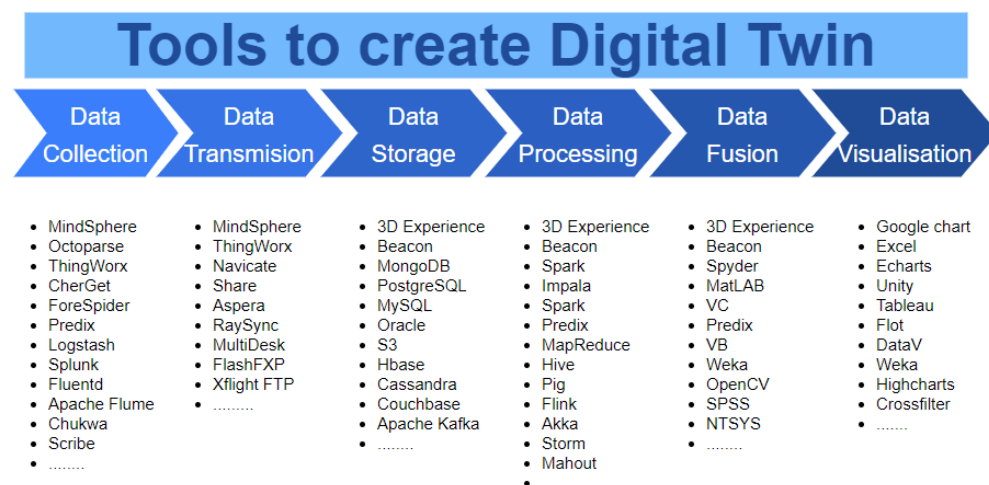 Tools to create Digital Twin
Data
Collection
Data
Transmision
Data
Storage
Data
Processing
Data
Fusion
Data
Visualisation
MindSphere
Octoparse
ThingWorx
CherGet
ForeSpider
Predix
Logstash
Splunk
Fluentd
Apache Flume
Chukwa
Scribe
........
MindSphere
ThingWorx
Navicate
Share
Aspera
RaySync
MultiDesk
FlashFXP
Xflight FTP
.........
3D Experience
Beacon
MongoDB
PostgreSQL
MySQL
Oracle
S3
Hbase
Cassandra
Couchbase
Apache Kafka
........
3D Experience
Beacon
Spark
Impala
Spark
Predix
MapReduce
Hive
Pig
Flink
Akka
Storm
Mahout
3D Experience
Beacon
Spyder
MatLAB
VC
Predix
VB
Weka
OpenCV
SPSS
NTSYS
........
Google chart
Excel
Echarts
Unity
Tableau
Flot
DataV
Weka
Highcharts
Crossfilter
.......